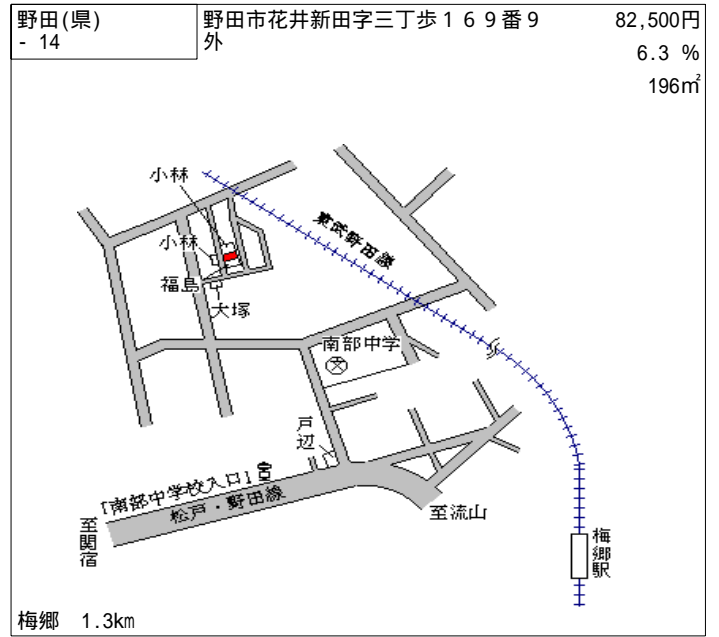 野田(県)
- 14
野田市花井新田字三丁歩１６９番９
外
82,500円
6.3 %
196㎡
小林
東武野田線
小林
福島
大塚
南部中学
文
戸辺
「南部中学校入口」
松戸・野田線
至関宿
至流山
梅郷駅
梅郷 1.3km